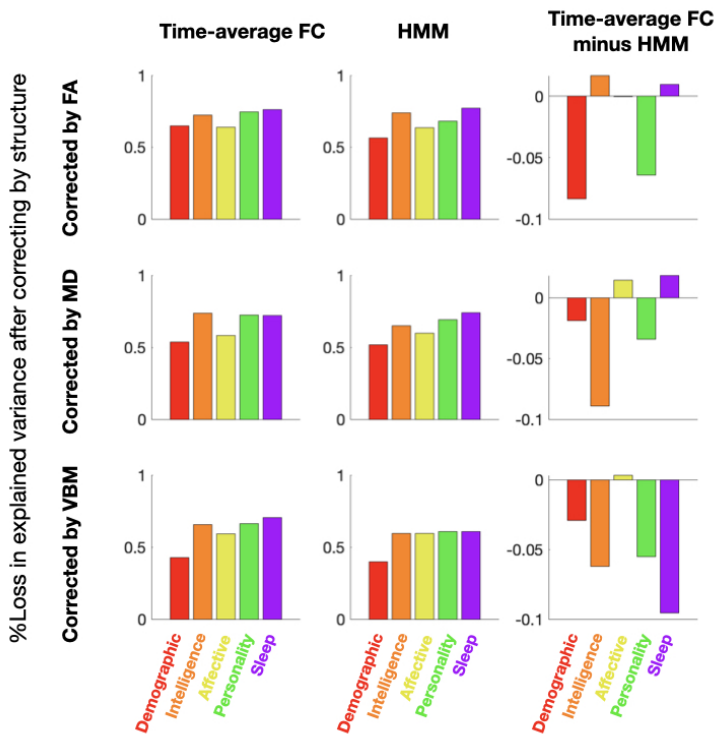 Time-average FC
HMM
Time-average FC
minus HMM
%Loss in explained variance after correcting by structure
Corrected by FA
1
0.5
0
1
0.5
0
0
-0.05
-0.1
Corrected by MD
1
0.5
0
1
0.5
0
0
-0.05
-0.1
Corrected by VBM
1
0.5
0
1
0.5
0
0
-0.05
-0.1
Demographic
Intelligence
Affective
Personality
Sleep
Demographic
Intelligence
Affective
Personality
Sleep
Demographic
Intelligence
Affective
Personality
Sleep